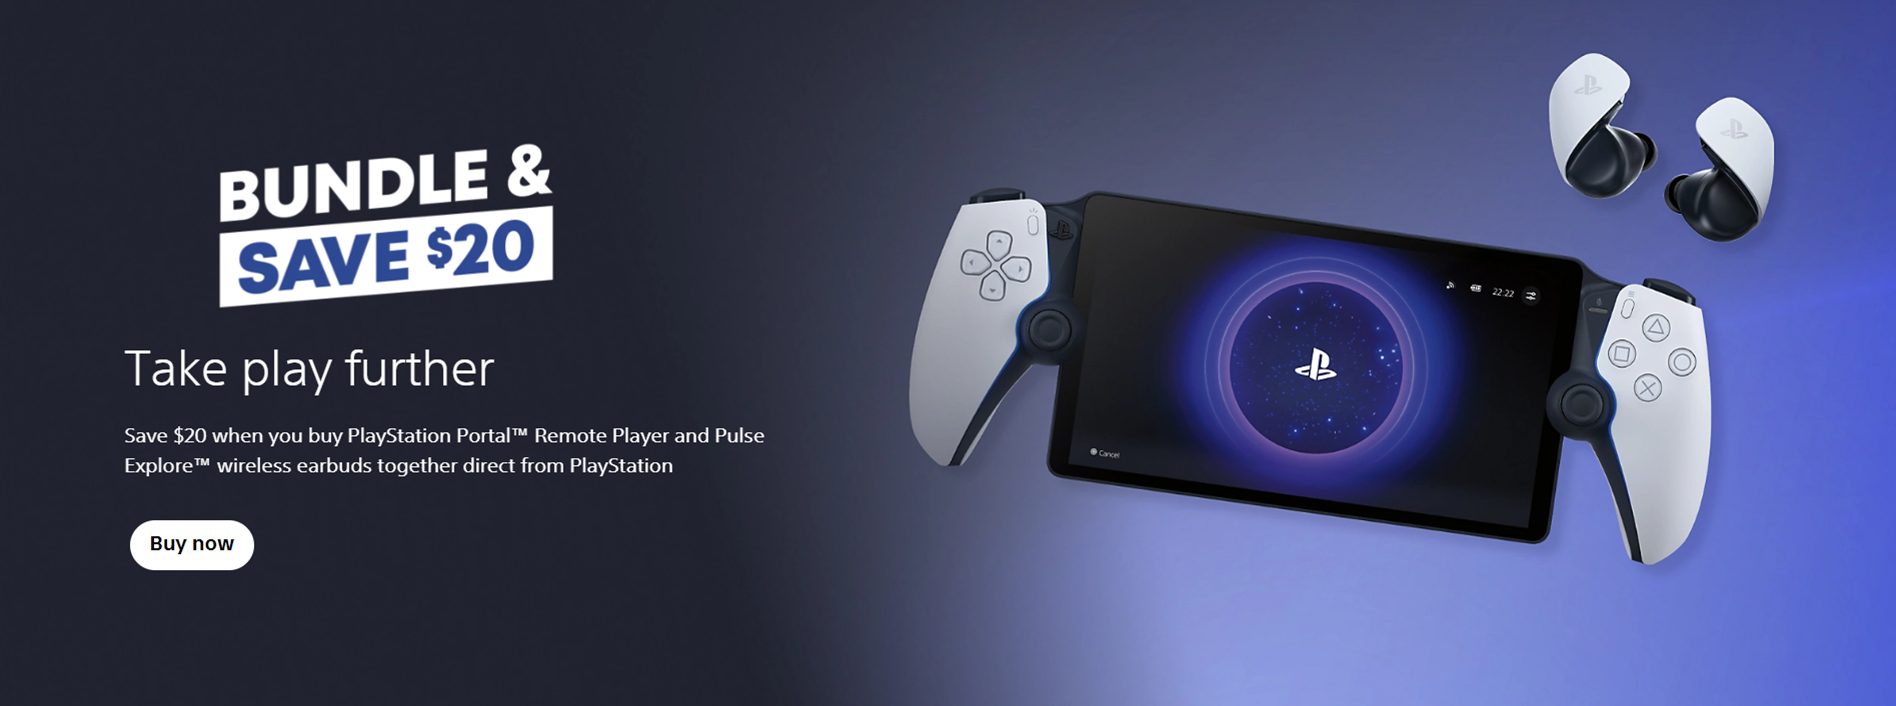 BUNDLE &
SAVE $20
Take play further
Save $20 when you buy PlayStation Portal™ Remote Player and Pulse
Explore™ wireless earbuds together direct from PlayStation
Buy now
22:22
Cancel